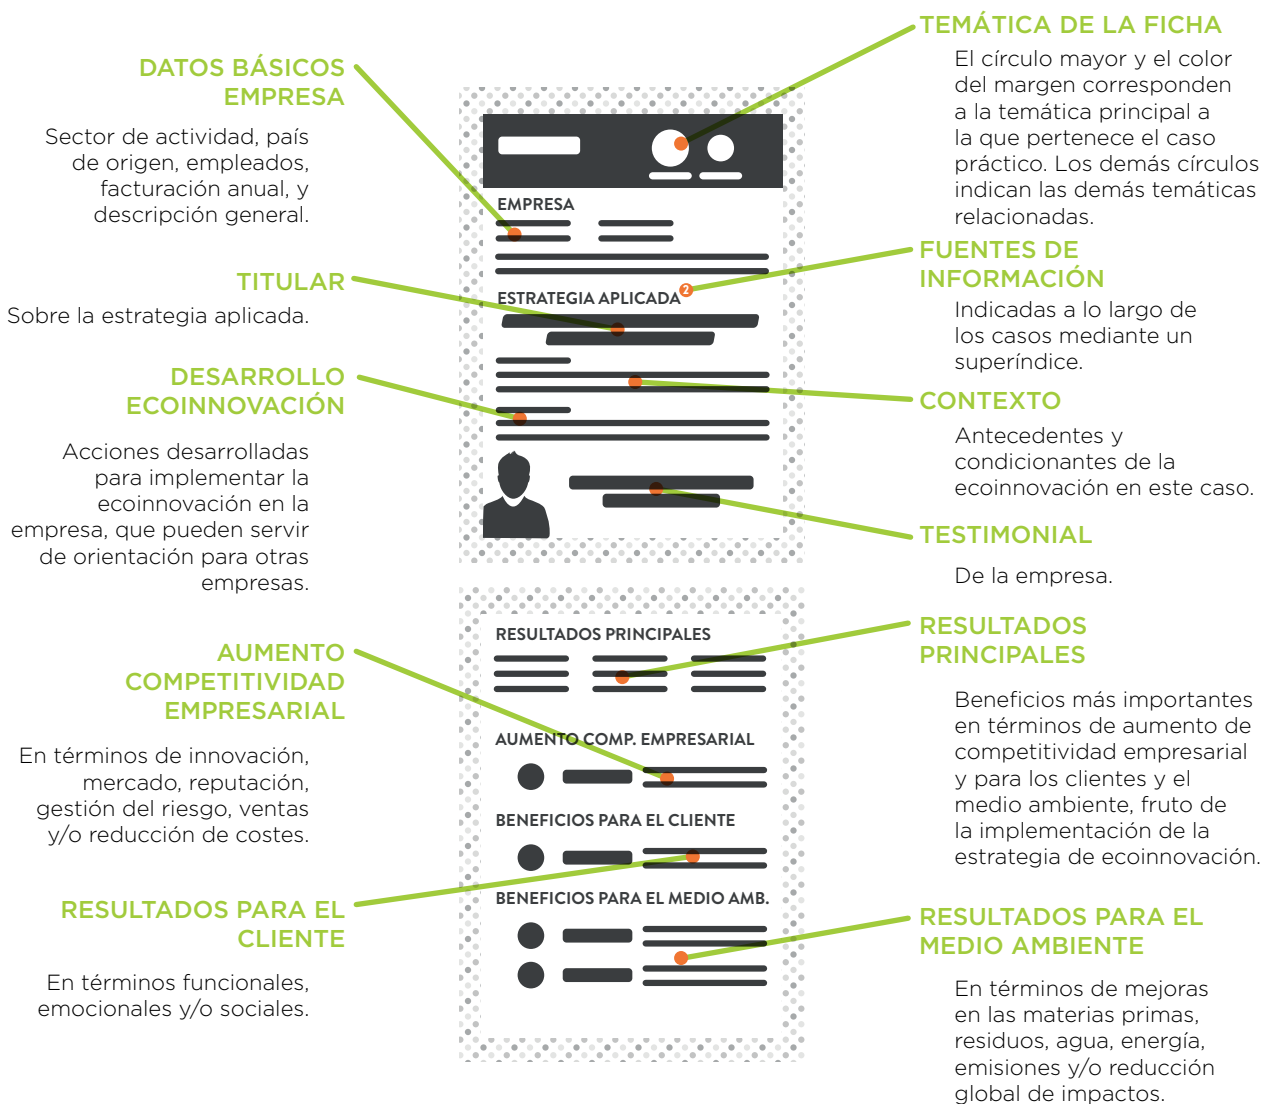 DATOS BÁSICOS
EMPRESA
Sector de actividad, país
de origen, empleados,
facturación anual, y
descripción general.
TITULAR
Sobre la estrategia aplicada.
DESARROLLO
ECOINNOVACIÓN
Acciones desarrolladas
para implementar la
ecoinnovación en la
empresa, que pueden servir
de orientación para otras
empresas.
AUMENTO
COMPETITIVIDAD
EMPRESARIAL
En términos de innovación,
mercado, reputación,
gestión del riesgo, ventas
y/o reducción de costes.
RESULTADOS PARA EL
CLIENTE
En términos funcionales,
emocionales y/o sociales.
EMPRESA
ESTRATEGIA APLICADA 2
RESULTADOS PRINCIPALES
AUMENTO COMP. EMPRESARIAL
BENEFICIOS PARA EL CLIENTE
BENEFICIOS PARA EL MEDIO AMB.
TEMÁTICA DE LA FICHA
El círculo mayor y el color
del margen corresponden
a la temática principal a
la que pertenece el caso
práctico. Los demás círculos
indican las demás temáticas
relacionadas.
FUENTES DE
INFORMACIÓN
Indicadas a lo largo de
los casos mediante un
superíndice.
CONTEXTO
Antecedentes y
condicionantes de la
ecoinnovación en este caso.
TESTIMONIAL
De la empresa.
RESULTADOS
PRINCIPALES
Beneficios más importantes
en términos de aumento de
competitividad empresarial
y para los clientes y el
medio ambiente, fruto de
la implementación de la
estrategia de ecoinnovación.
RESULTADOS PARA EL
MEDIO AMBIENTE
En términos de mejoras
en las materias primas,
residuos, agua, energía,
emisiones y/o reducción
global de impactos.